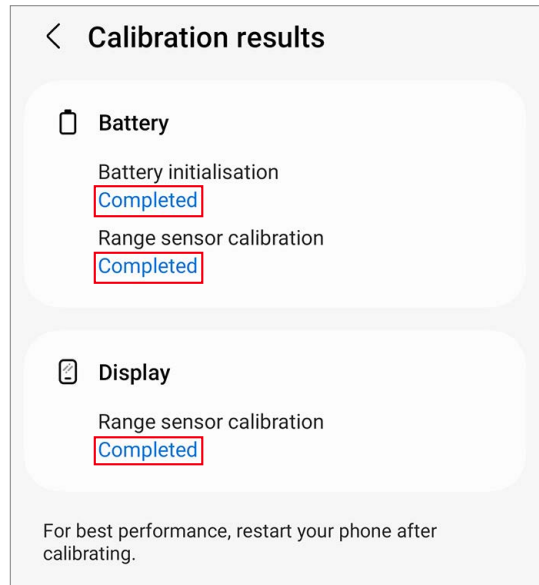 Calibration results
Battery
Battery initialisation
Completed
Range sensor calibration
Completed
Display
Range sensor calibration
Completed
For best performance, restart your phone after
calibrating.